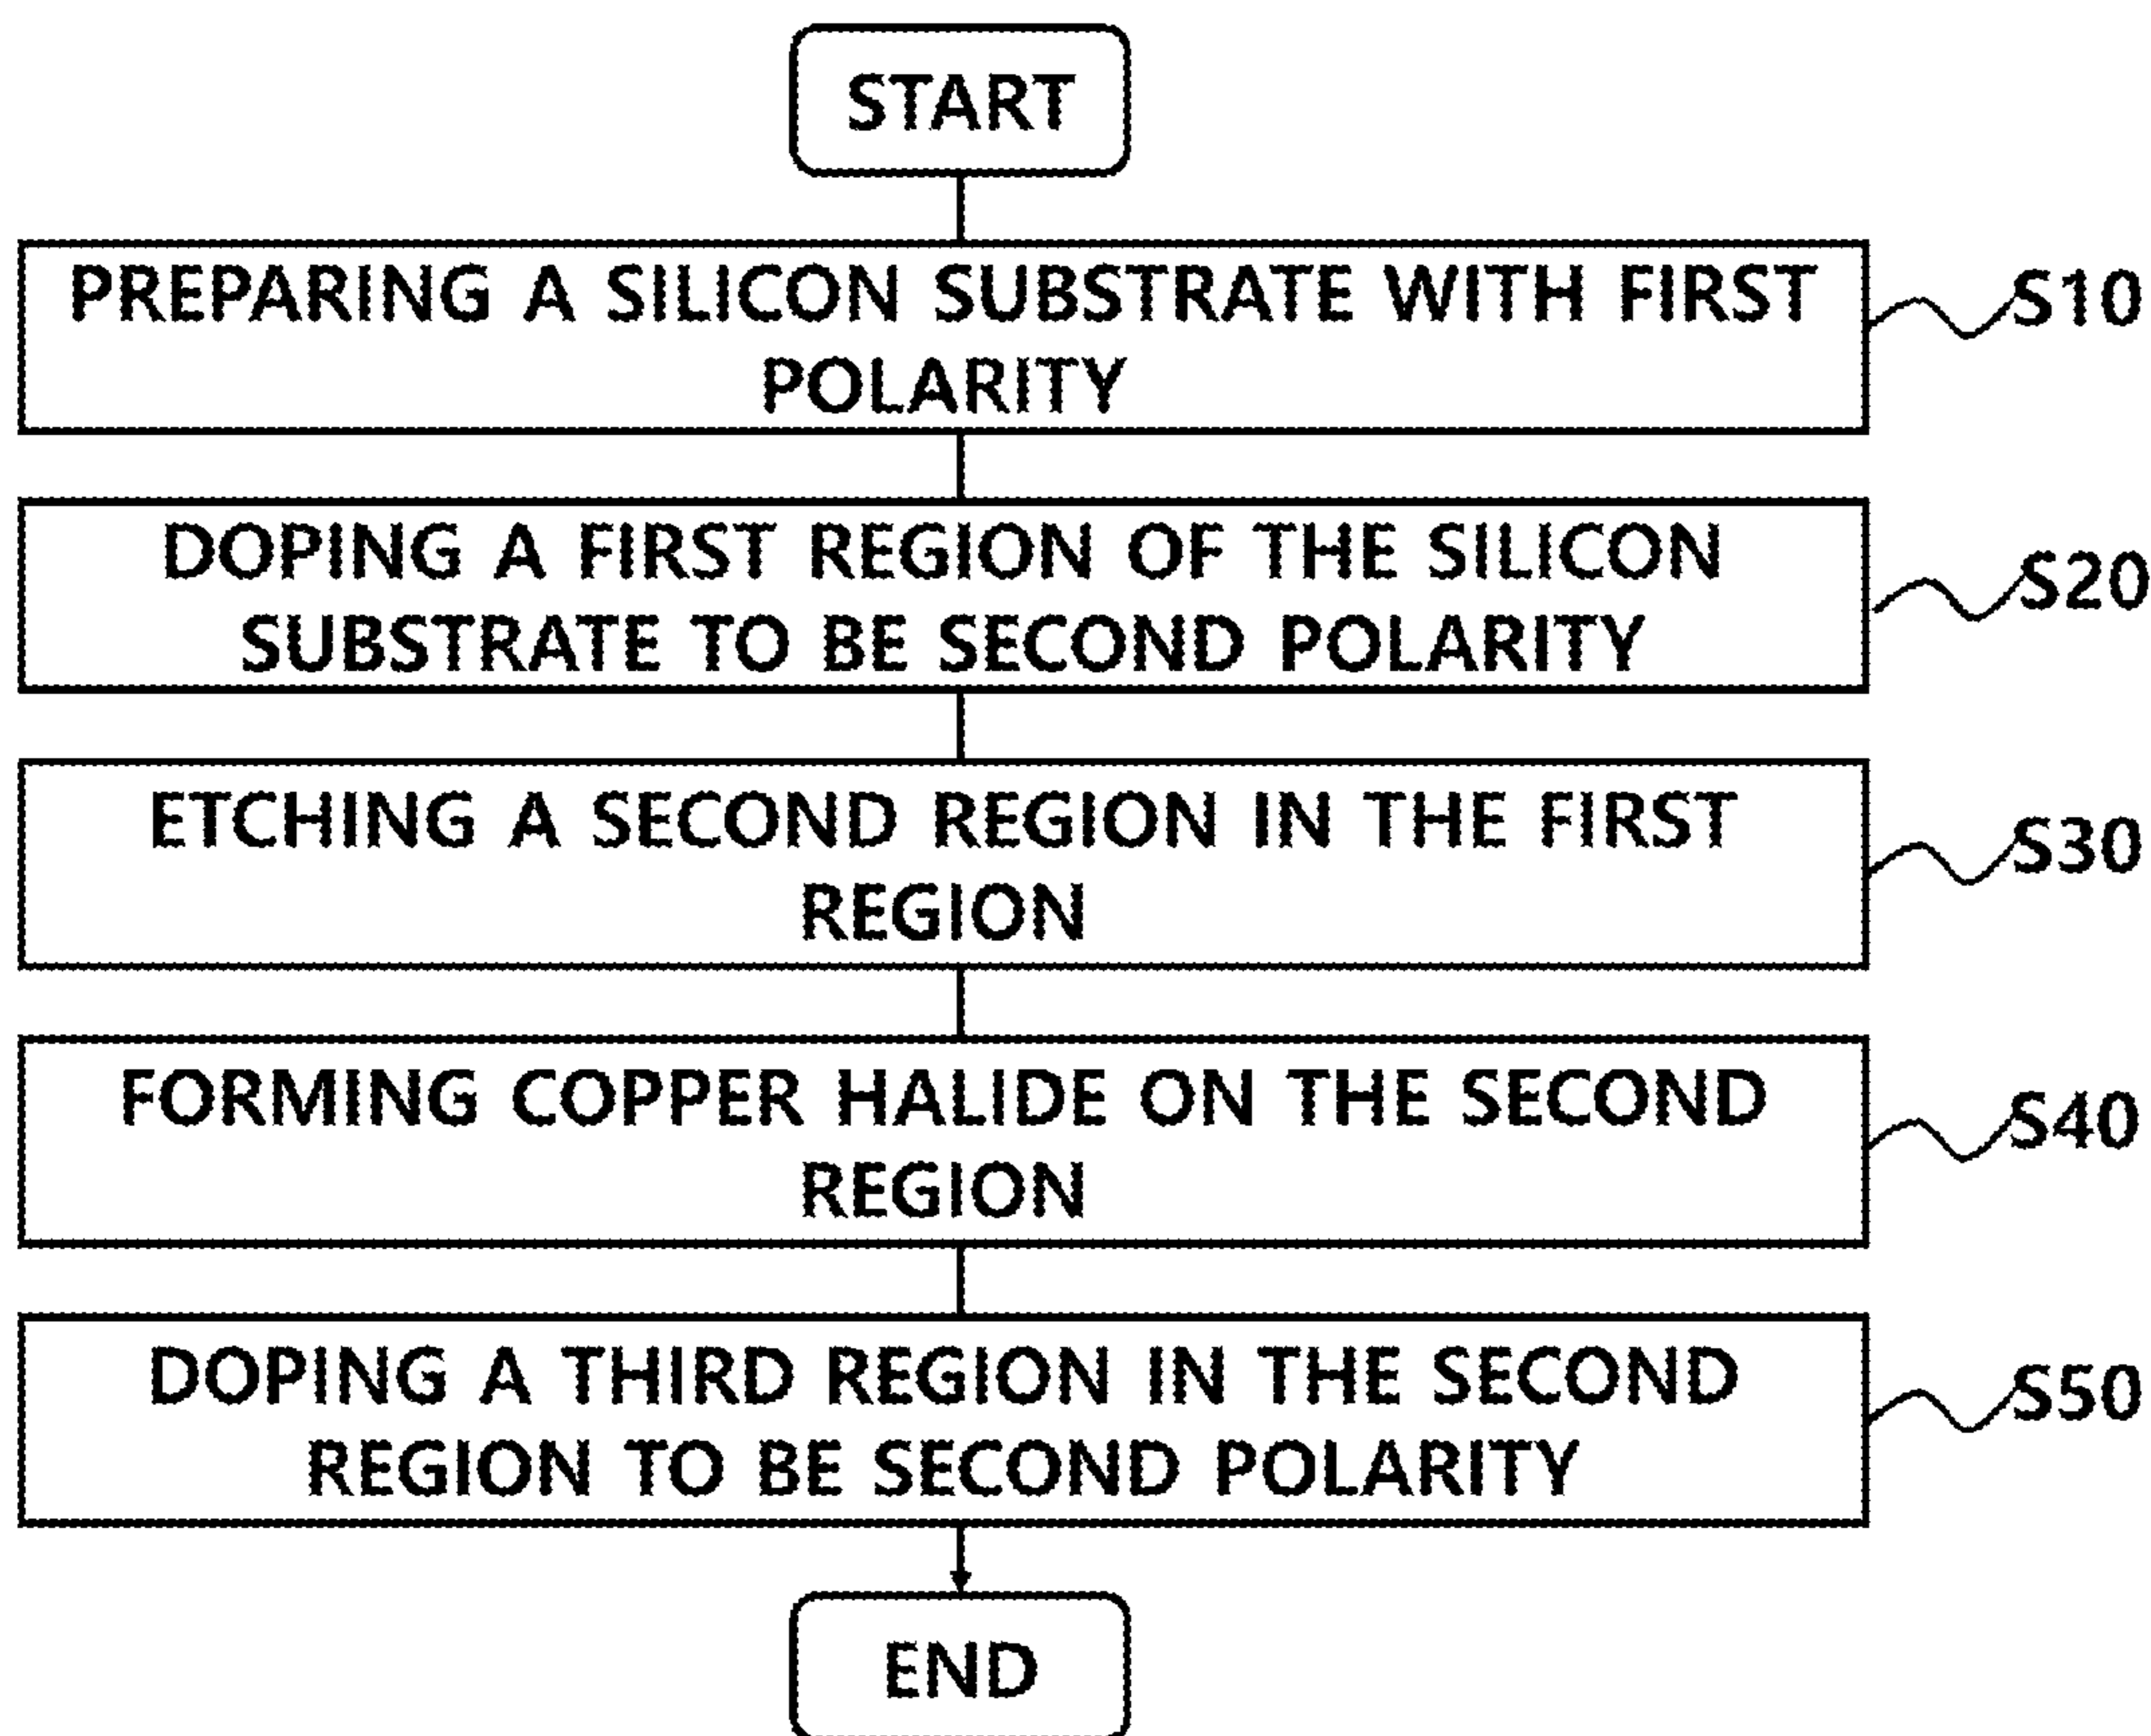 START
PREPARING A SILICON SUBSTRATE WITH FIRST
POLARITY
S10
DOPING A FIRST REGION OF THE SILICON
SUBSTRATE TO BE SECOND POLARITY
S20
ETCHING A SECOND REGION IN THE FIRST
REGION
S30
FORMING COPPER HALIDE ON THE SECOND
REGION
S40
DOPING A THIRD REGION IN THE SECOND
REGION TO BE SECOND POLARITY
S50
END